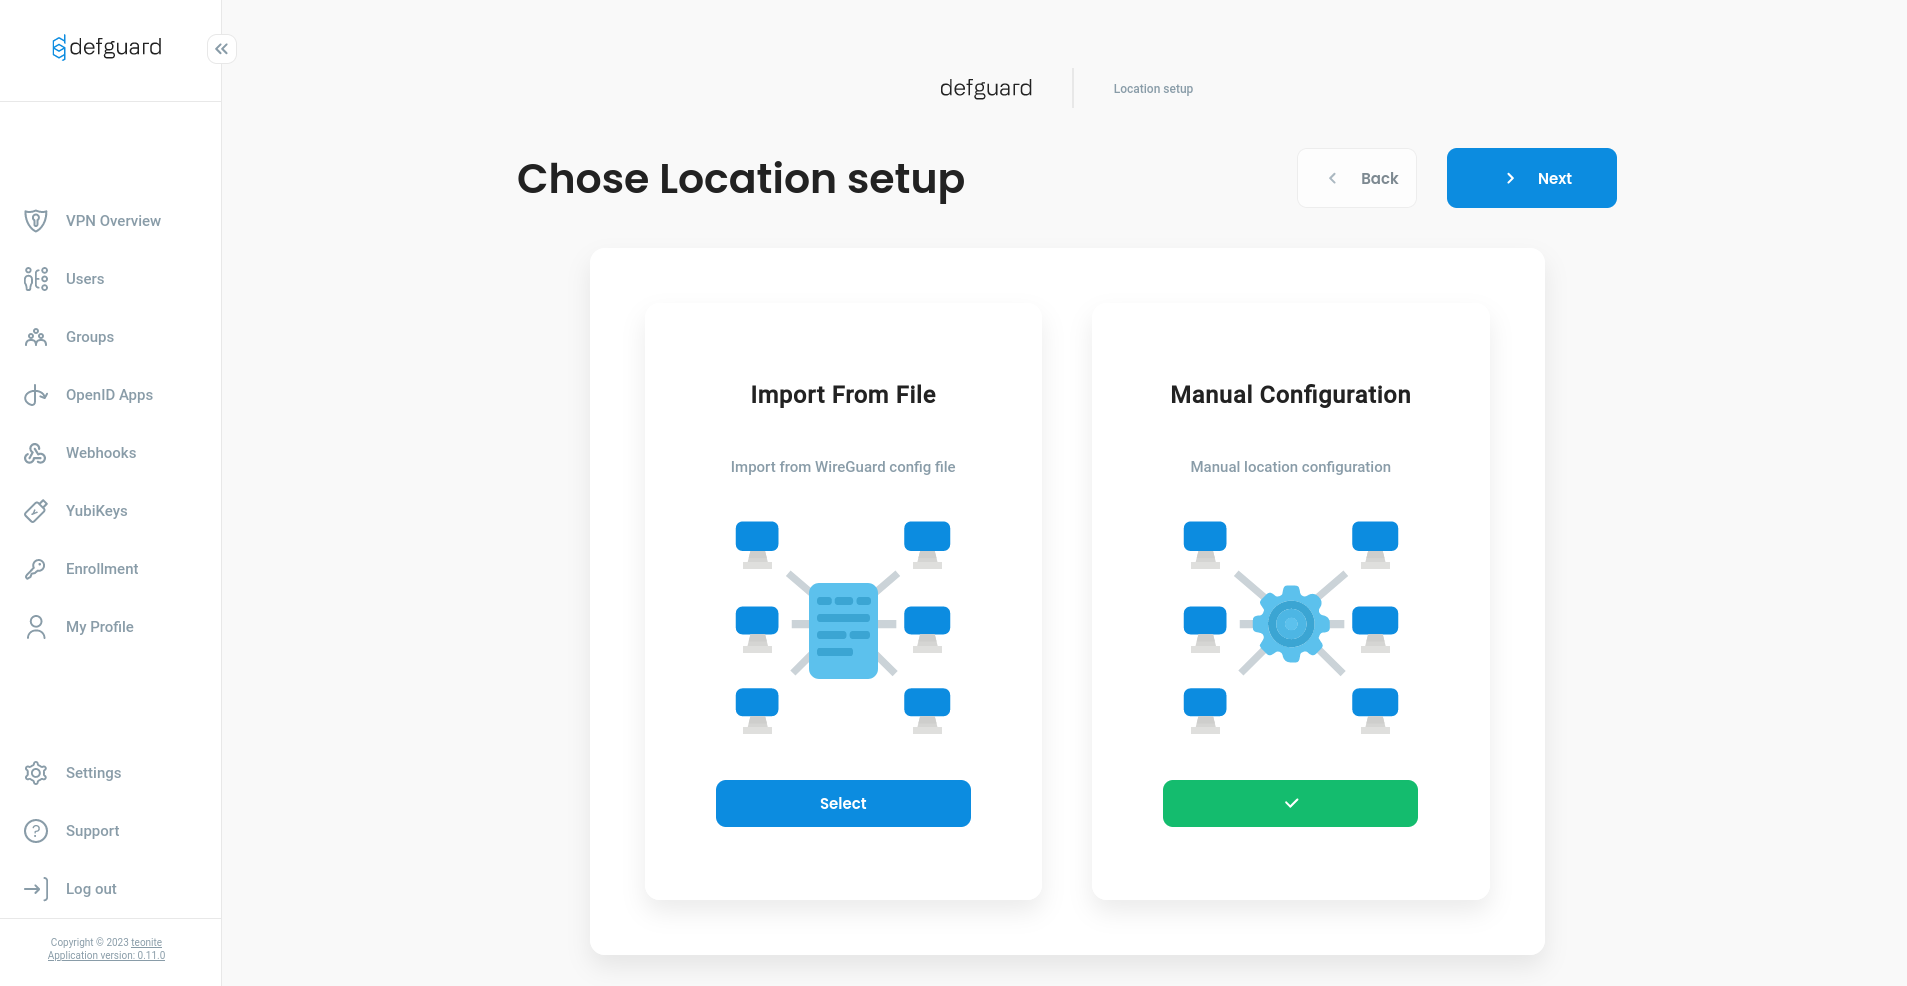 defguard
VPN Overview
Users
Groups
OpenID Apps
Webhooks
YubiKeys
Enrollment
My Profile
Settings
Support
Log out
Copyright © 2023 teonite
Application version: 0.11.0
defguard
Location setup
Chose Location setup
Back
Next
Import From File
Import from WireGuard config file
Select
Manual Configuration
Manual location configuration